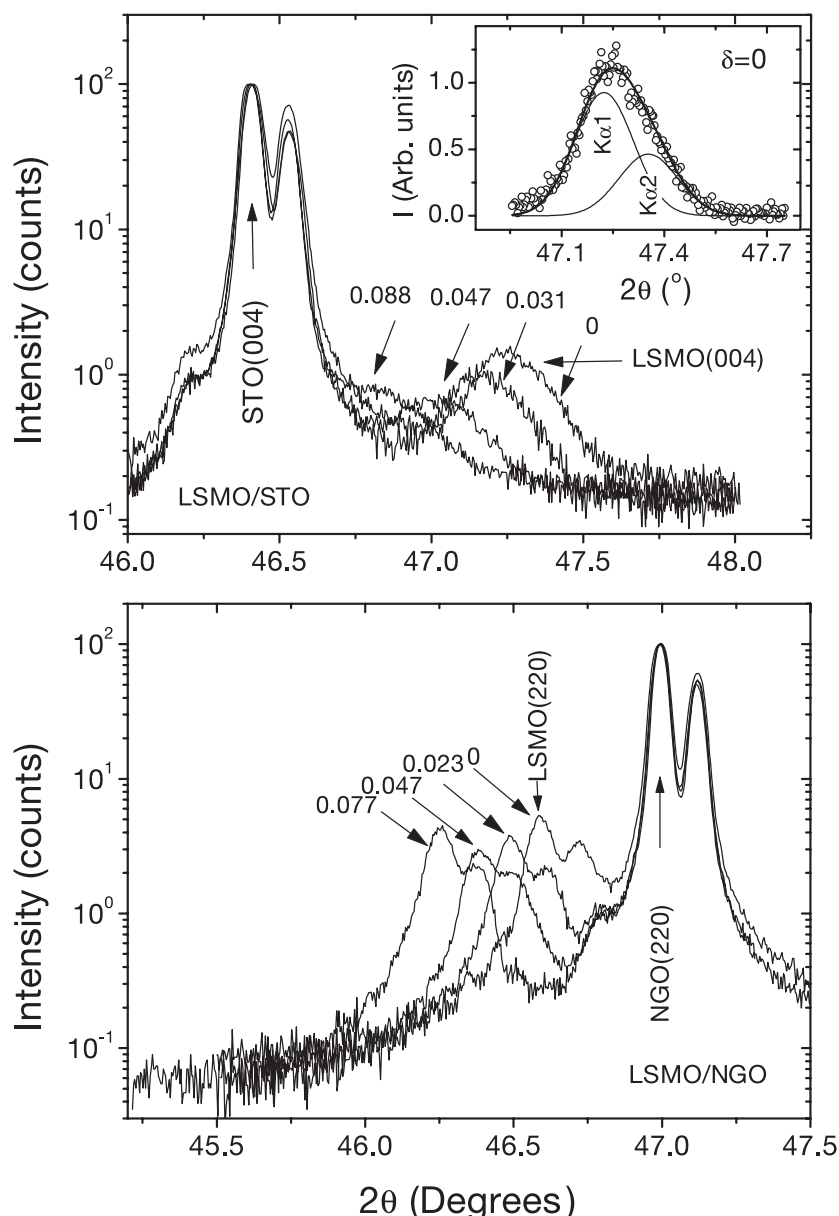 10²
10¹
10⁰
10⁻¹
Intensity (counts)
STO(004)
LSMO/STO
0.088
0.047
0.031
0
LSMO(004)
46.0 46.5 47.0 47.5 48.0
1.0
0.5
0.0
I (Arb. units)
δ=0
Kα1
Kα2
47.1 47.4 47.7
2θ (°)
10²
10¹
10⁰
10⁻¹
Intensity (counts)
0.077
0.047
0.023
0
LSMO(220)
NGO(220)
LSMO/NGO
45.5 46.0 46.5 47.0 47.5
2θ (Degrees)